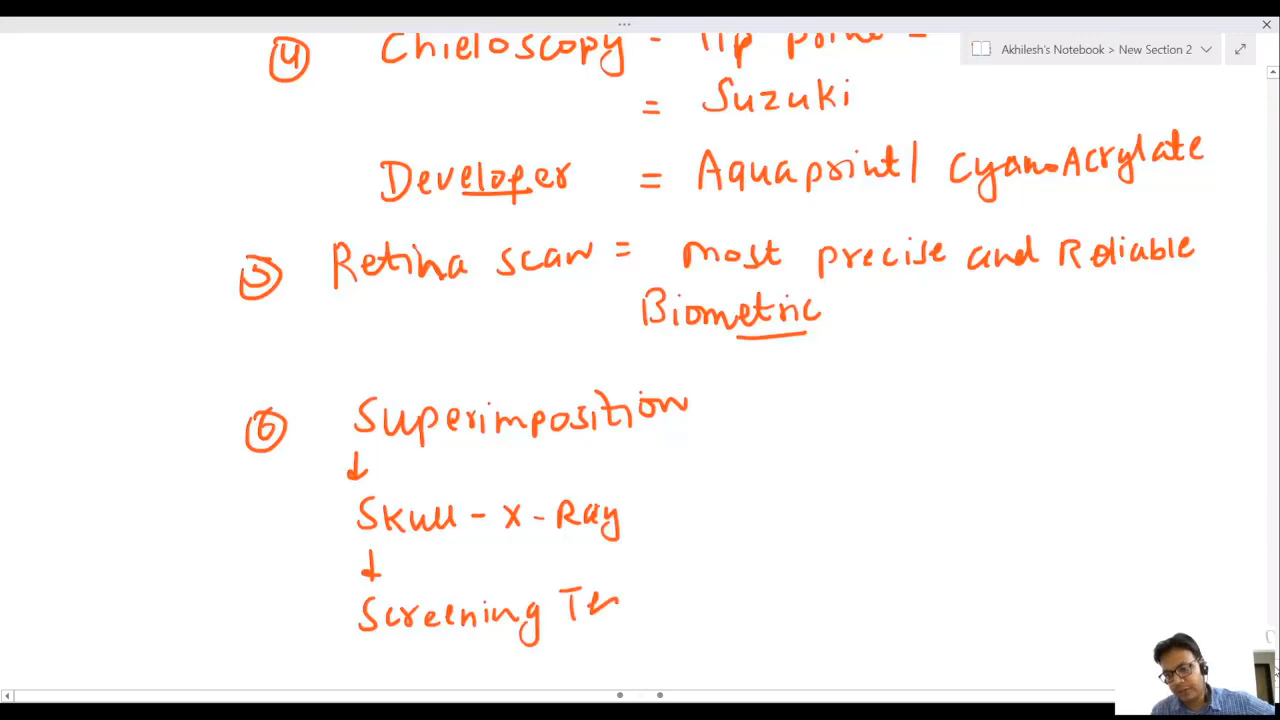 Akhilesh's Notebook > New Section 2
④ Chieloscopy - lip print =
= Suzuki
Developer = Aquaprint/ CyanoAcrylate
⑤ Retina scan = most precise and Reliable
Biometric
⑥ Superimposition
↓
Skull - X - Ray
↓
Screening